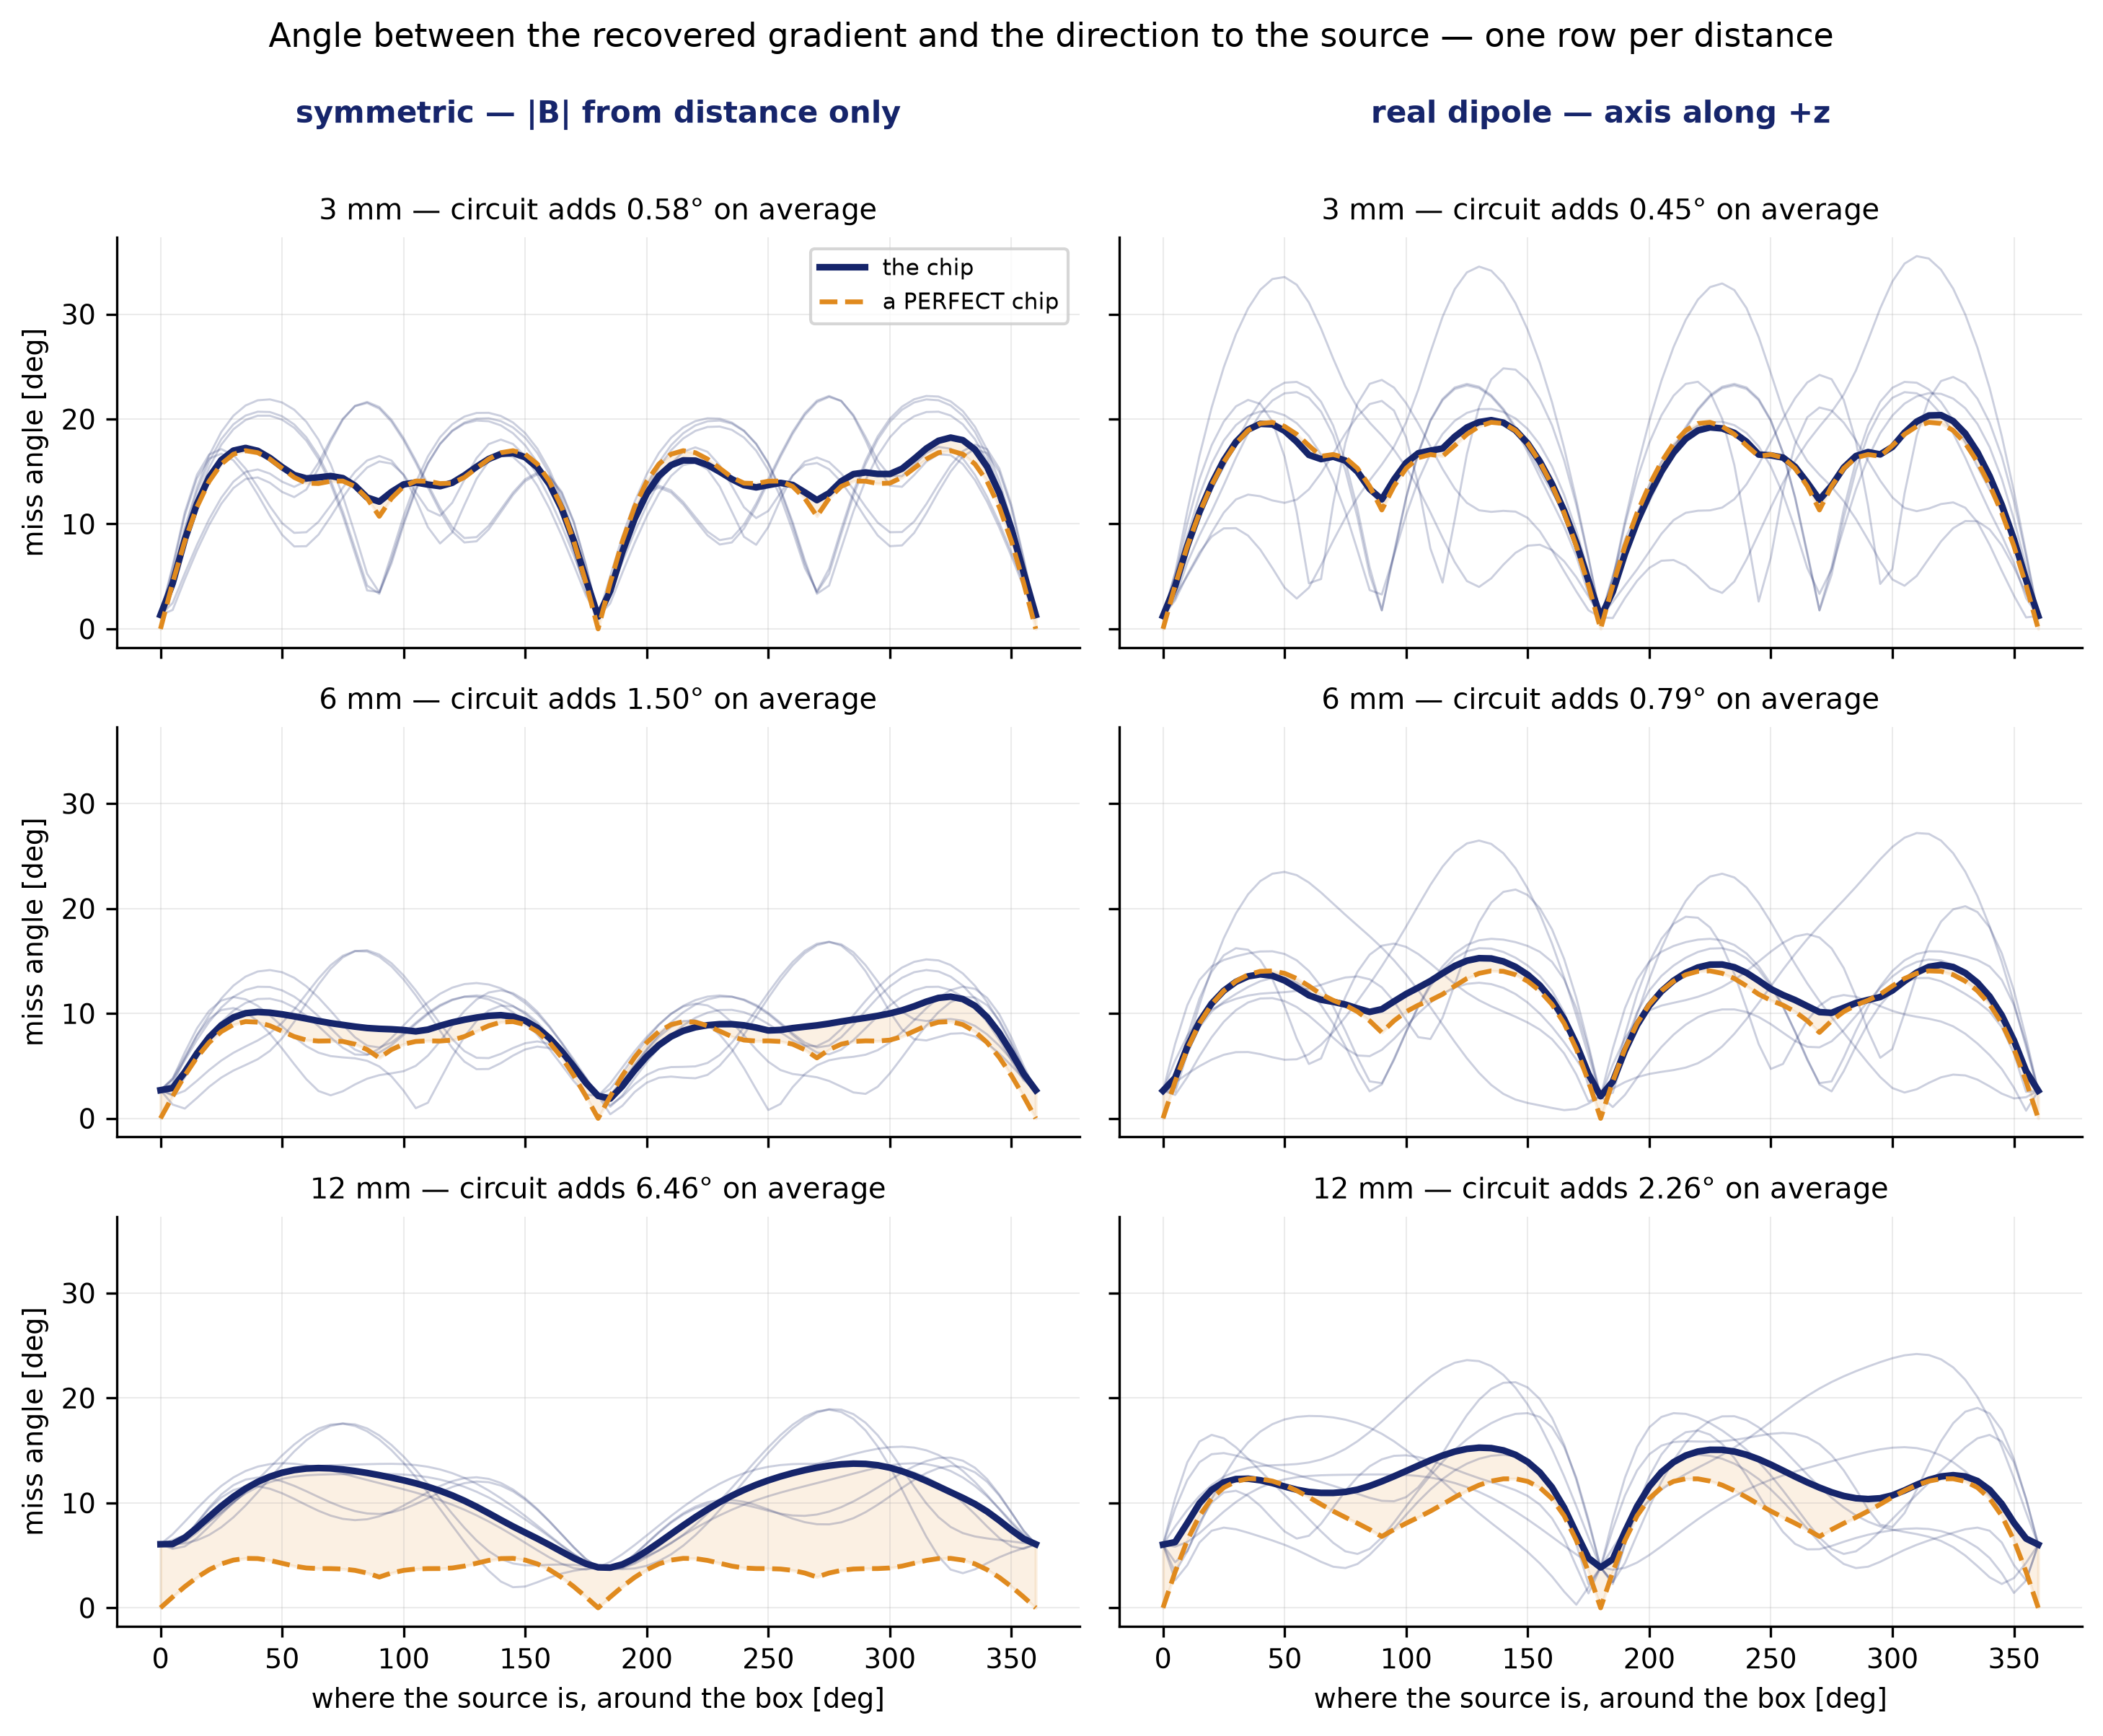 Angle between the recovered gradient and the direction to the source — one row per distance
symmetric — |B| from distance only
real dipole — axis along +z
3 mm — circuit adds 0.58° on average
3 mm — circuit adds 0.45° on average
the chip
a PERFECT chip
miss angle [deg]
30
20
10
0
6 mm — circuit adds 1.50° on average
6 mm — circuit adds 0.79° on average
miss angle [deg]
30
20
10
0
12 mm — circuit adds 6.46° on average
12 mm — circuit adds 2.26° on average
miss angle [deg]
30
20
10
0
0 50 100 150 200 250 300 350
0 50 100 150 200 250 300 350
where the source is, around the box [deg]
where the source is, around the box [deg]